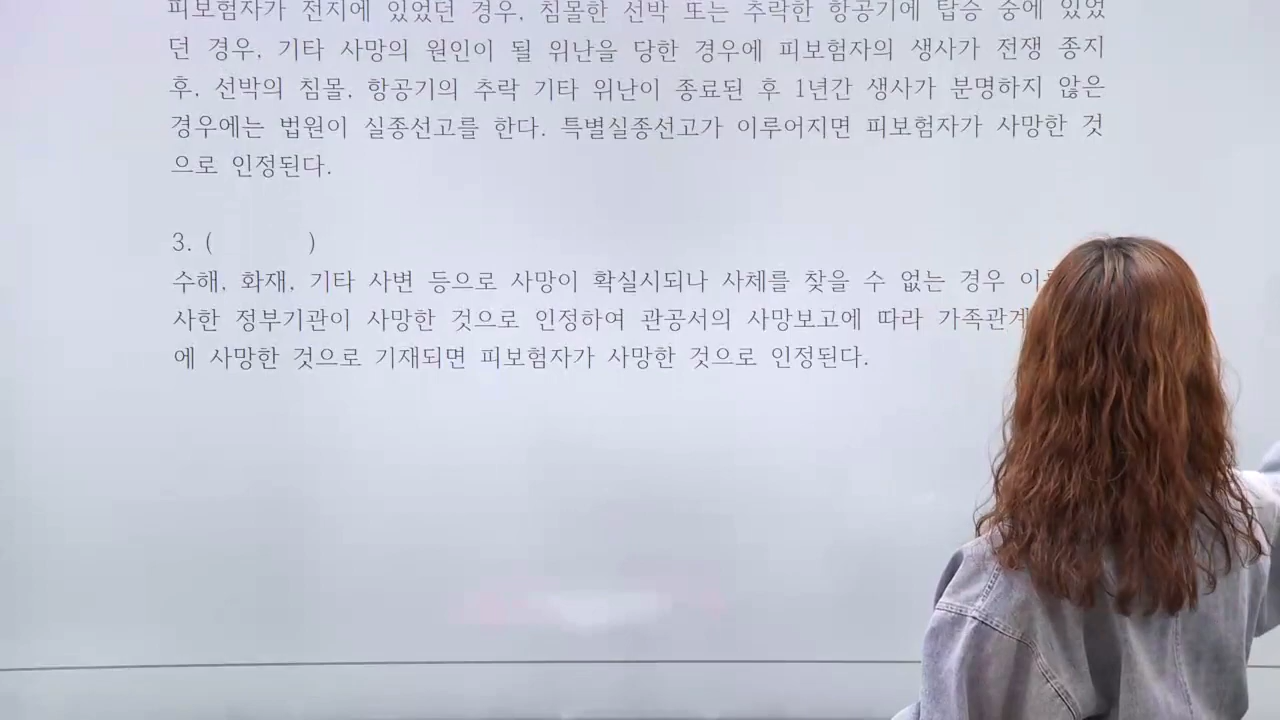 피보험자가 전지에 있었던 경우, 침몰한 선박 또는 추락한 항공기에 탑승 중에 있었
던 경우, 기타 사망의 원인이 될 위난을 당한 경우에 피보험자의 생사가 전쟁 종지
후, 선박의 침몰, 항공기의 추락 기타 위난이 종료된 후 1년간 생사가 분명하지 않은
경우에는 법원이 실종선고를 한다. 특별실종선고가 이루어지면 피보험자가 사망한 것
으로 인정된다.
3. ( )
수해, 화재, 기타 사변 등으로 사망이 확실시되나 사체를 찾을 수 없는 경우
사한 정부기관이 사망한 것으로 인정하여 관공서의 사망보고에 따라 가족관계
에 사망한 것으로 기재되면 피보험자가 사망한 것으로 인정된다.